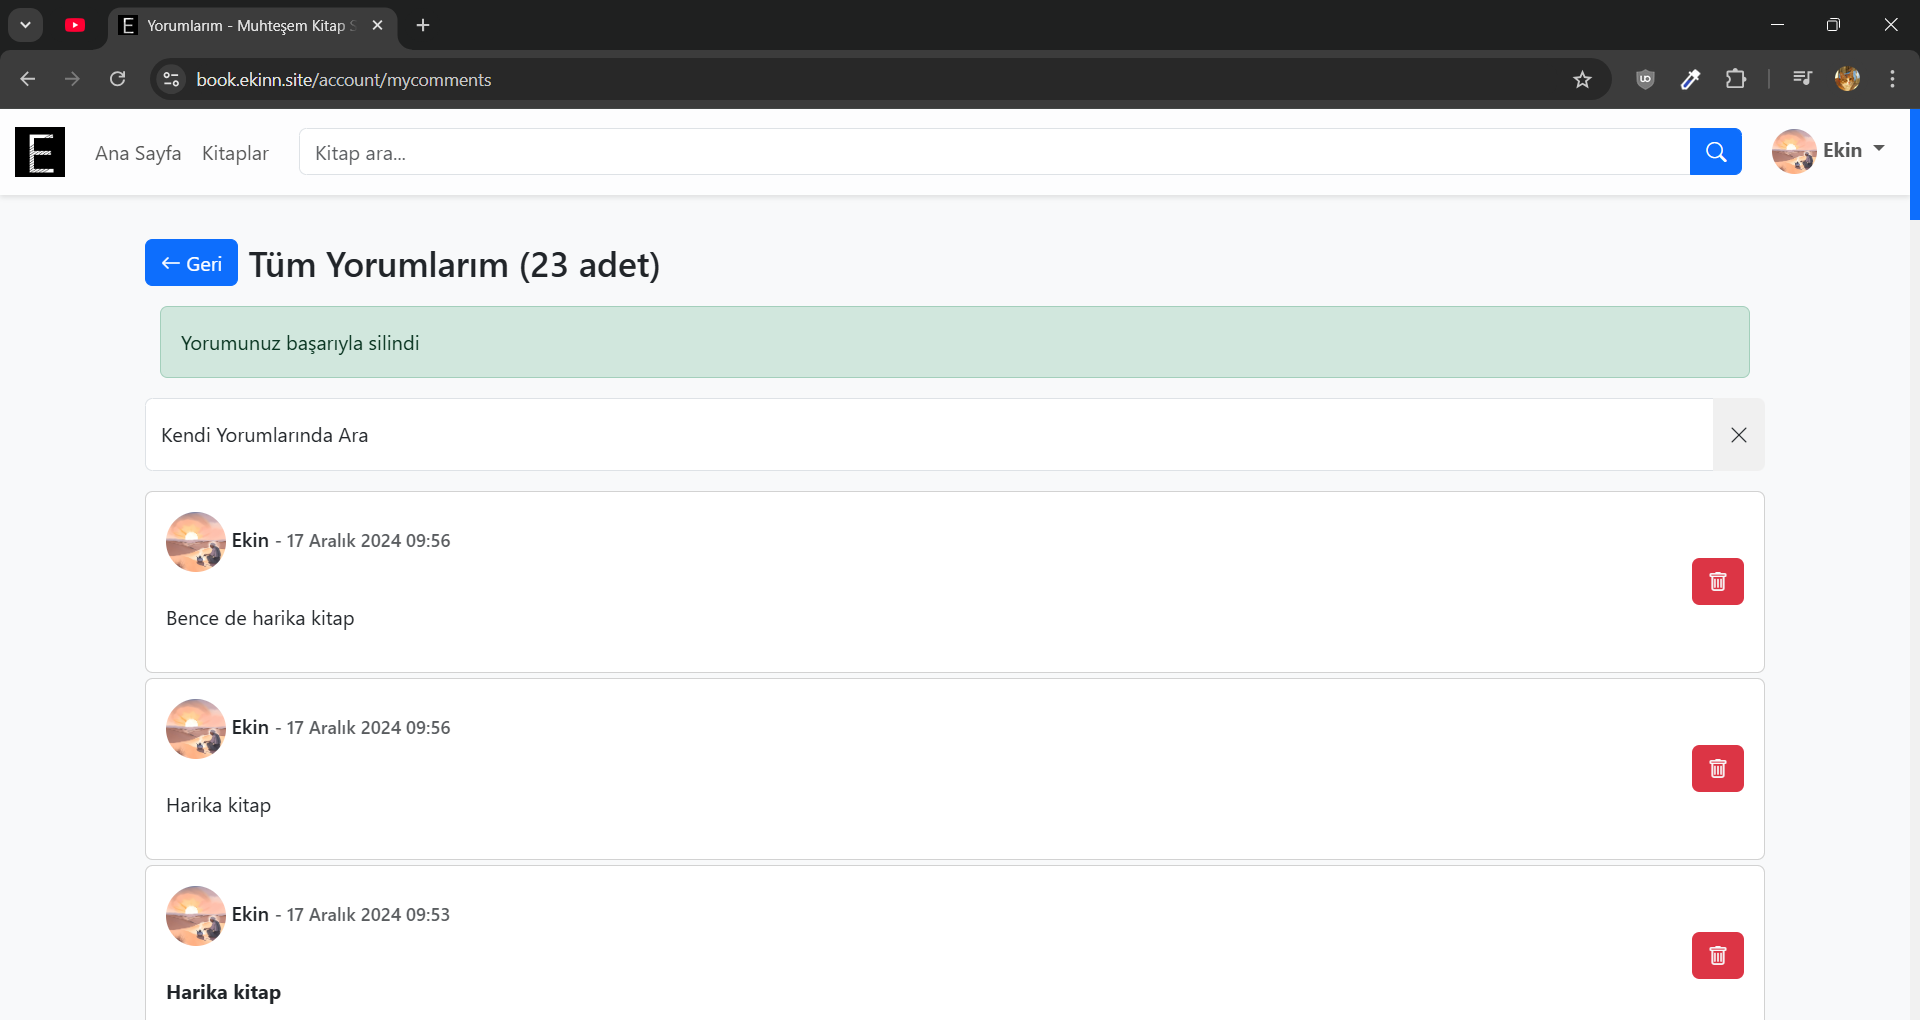 Yorumlarım - Muhteşem Kitap S
book.ekinn.site/account/mycomments
E Ana Sayfa Kitaplar Kitap ara... Ekin
← Geri Tüm Yorumlarım (23 adet)
Yorumunuz başarıyla silindi
Kendi Yorumlarında Ara
Ekin - 17 Aralık 2024 09:56
Bence de harika kitap
Ekin - 17 Aralık 2024 09:56
Harika kitap
Ekin - 17 Aralık 2024 09:53
Harika kitap